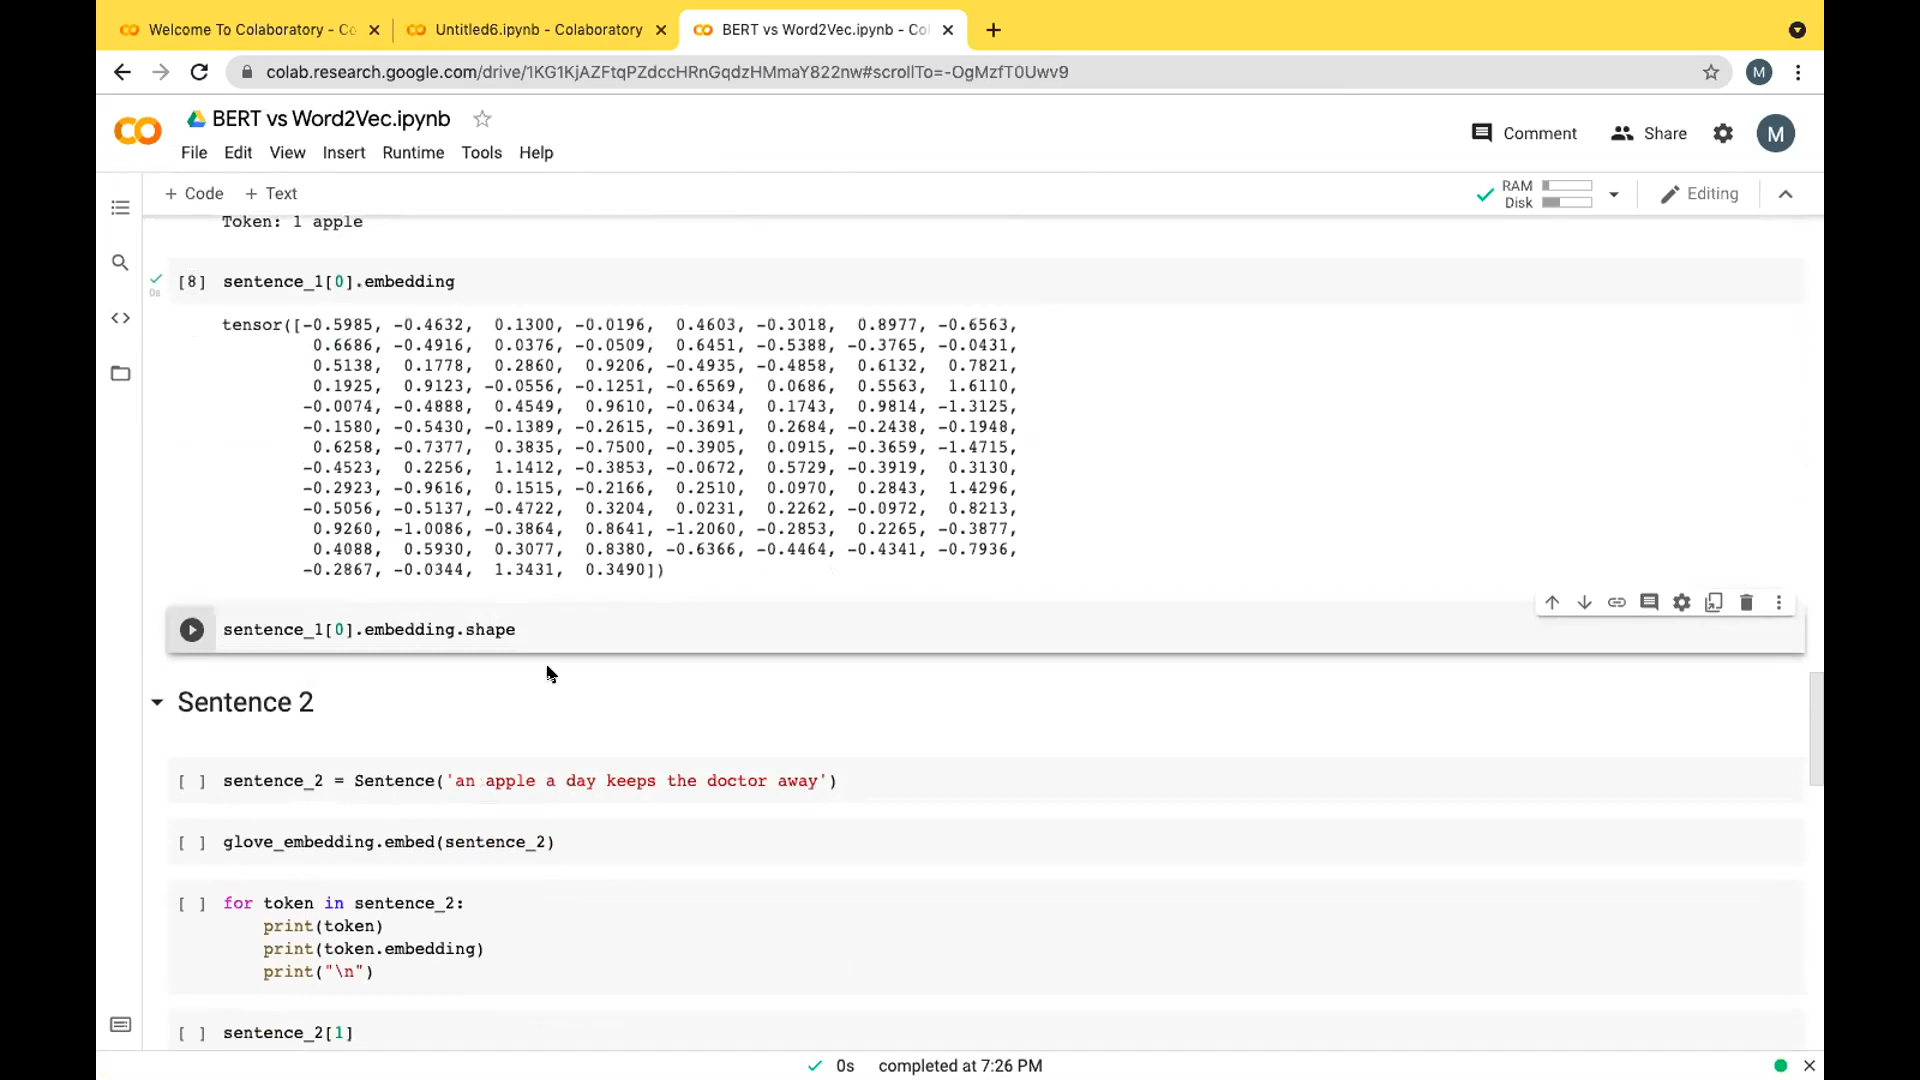 Welcome To Colaboratory - Co
Untitled6.ipynb - Colaboratory
BERT vs Word2Vec.ipynb - Col
colab.research.google.com/drive/1KG1KjAZFtqPZdccHRnGqdzHMmaY822nw#scrollTo=-OgMzfT0Uwv9
M
BERT vs Word2Vec.ipynb
Comment
Share
M
File Edit View Insert Runtime Tools Help
+ Code + Text
RAM
Disk
Editing
Token: 1 apple
[8] sentence_1[0].embedding
0s
tensor([-0.5985, -0.4632, 0.1300, -0.0196, 0.4603, -0.3018, 0.8977, -0.6563,
0.6686, -0.4916, 0.0376, -0.0509, 0.6451, -0.5388, -0.3765, -0.0431,
0.5138, 0.1778, 0.2860, 0.9206, -0.4935, -0.4858, 0.6132, 0.7821,
0.1925, 0.9123, -0.0556, -0.1251, -0.6569, 0.0686, 0.5563, 1.6110,
-0.0074, -0.4888, 0.4549, 0.9610, -0.0634, 0.1743, 0.9814, -1.3125,
-0.1580, -0.5430, -0.1389, -0.2615, -0.3691, 0.2684, -0.2438, -0.1948,
0.6258, -0.7377, 0.3835, -0.7500, -0.3905, 0.0915, -0.3659, -1.4715,
-0.4523, 0.2256, 1.1412, -0.3853, -0.0672, 0.5729, -0.3919, 0.3130,
-0.2923, -0.9616, 0.1515, -0.2166, 0.2510, 0.0970, 0.2843, 1.4296,
-0.5056, -0.5137, -0.4722, 0.3204, 0.0231, 0.2262, -0.0972, 0.8213,
0.9260, -1.0086, -0.3864, 0.8641, -1.2060, -0.2853, 0.2265, -0.3877,
0.4088, 0.5930, 0.3077, 0.8380, -0.6366, -0.4464, -0.4341, -0.7936,
-0.2867, -0.0344, 1.3431, 0.3490])
sentence_1[0].embedding.shape
Sentence 2
[ ] sentence_2 = Sentence('an apple a day keeps the doctor away')
[ ] glove_embedding.embed(sentence_2)
[ ] for token in sentence_2:
print(token)
print(token.embedding)
print("\n")
[ ] sentence_2[1]
0s completed at 7:26 PM